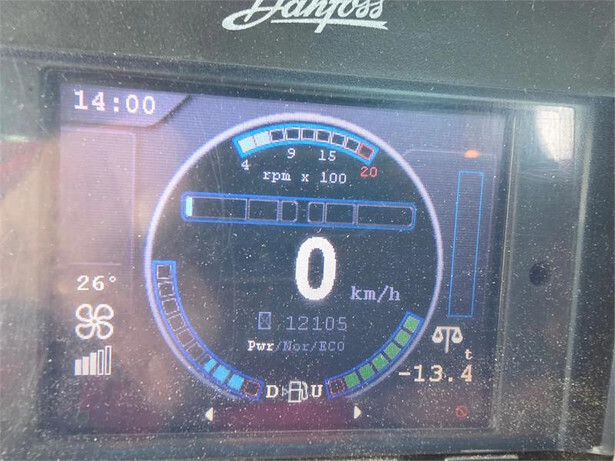 Danfoss
14:00
4 9 15 20
rpm x 100
0 km/h
26°
12105
Pwr/Nor/ECO
t
-13.4
D U